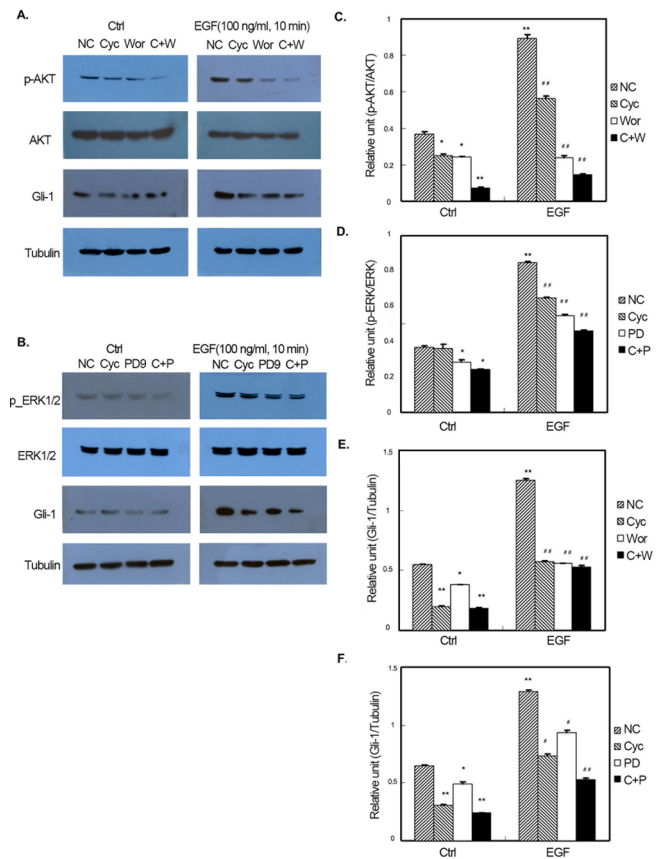 A.
Ctrl
EGF(100 ng/ml, 10 min)
NC Cyc Wor C+W
NC Cyc Wor C+W
p-AKT
AKT
Gli-1
Tubulin
B.
Ctrl
EGF(100 ng/ml, 10 min)
NC Cyc PD9 C+P
NC Cyc PD9 C+P
p_ERK1/2
ERK1/2
Gli-1
Tubulin
C.
Relative unit (p-AKT/AKT)
1
0.8
0.6
0.4
0.2
0
* * **
** ## ## ##
Ctrl
EGF
NC
Cyc
Wor
C+W
D.
Relative unit (p-ERK/ERK)
1
0.8
0.6
0.4
0.2
0
* *
** ## ## ##
Ctrl
EGF
NC
Cyc
PD
C+P
E.
Relative unit (Gli-1/Tubulin)
1.5
1
0.5
0
** * **
** ## ## ##
Ctrl
EGF
NC
Cyc
Wor
C+W
F.
Relative unit (Gli-1/Tubulin)
1.5
1
0.5
0
** * **
** # # ##
Ctrl
EGF
NC
Cyc
PD
C+P